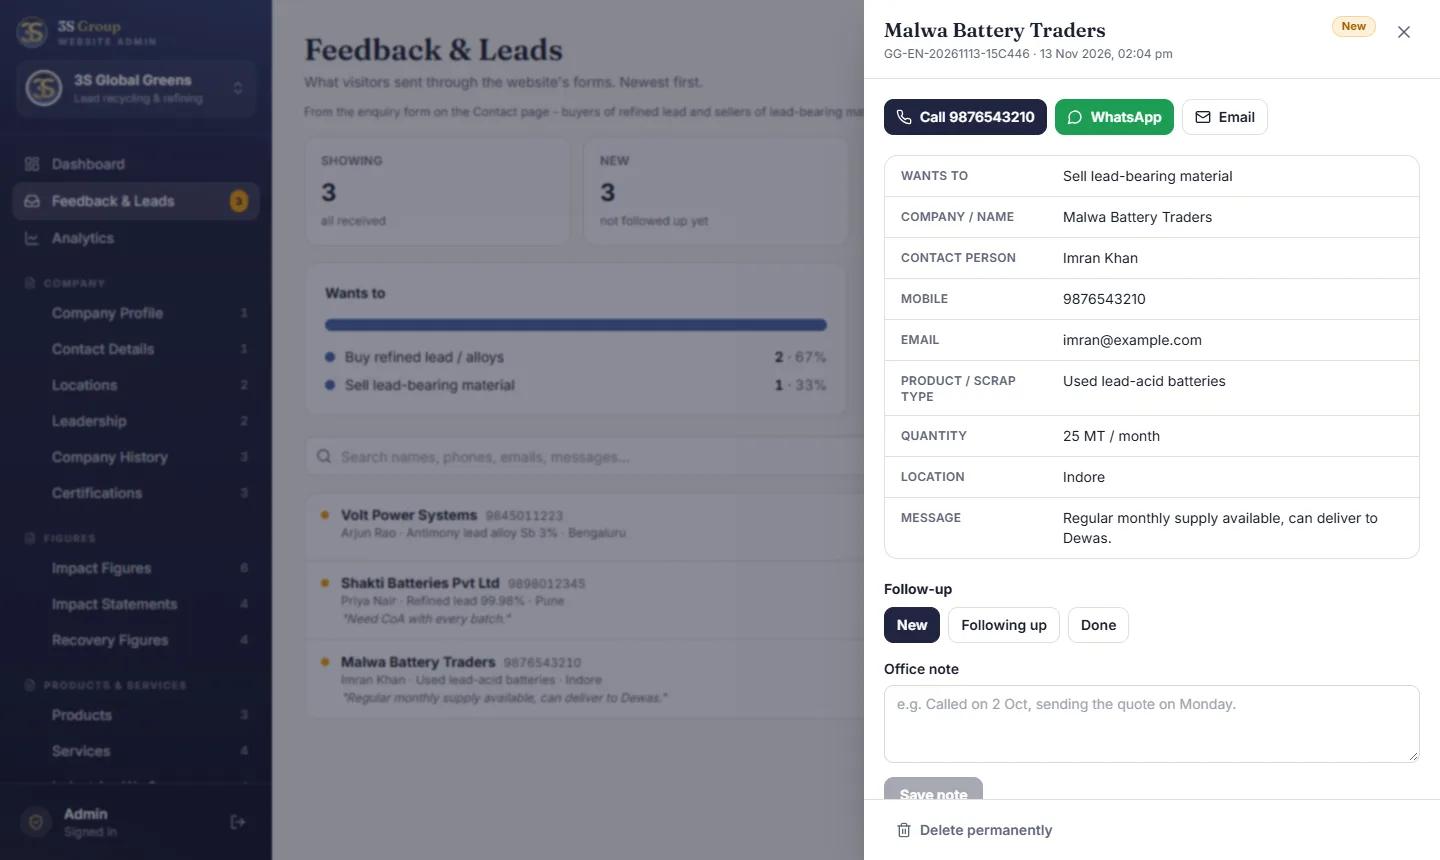 3S Group
WEBSITE ADMIN
3S Global Greens
Lead recycling & refining
Dashboard
Feedback & Leads 3
Analytics
COMPANY
Company Profile 1
Contact Details 1
Locations 2
Leadership 2
Company History 3
Certifications 3
FIGURES
Impact Figures 6
Impact Statements 4
Recovery Figures 4
PRODUCTS & SERVICES
Products 3
Services 4
Admin
Signed in
Feedback & Leads
What visitors sent through the website's forms. Newest first.
From the enquiry form on the Contact page - buyers of refined lead and sellers of lead-bearing ma
SHOWING
3
all received
NEW
3
not followed up yet
Wants to
Buy refined lead / alloys 2 · 67%
Sell lead-bearing material 1 · 33%
Search names, phones, emails, messages...
Volt Power Systems 9845011223
Arjun Rao · Antimony lead alloy Sb 3% · Bengaluru
Shakti Batteries Pvt Ltd 9898012345
Priya Nair · Refined lead 99.98% · Pune
"Need CoA with every batch."
Malwa Battery Traders 9876543210
Imran Khan · Used lead-acid batteries · Indore
"Regular monthly supply available, can deliver to Dewas."
Malwa Battery Traders
New
GG-EN-20261113-15C446 · 13 Nov 2026, 02:04 pm
Call 9876543210
WhatsApp
Email
WANTS TO Sell lead-bearing material
COMPANY / NAME Malwa Battery Traders
CONTACT PERSON Imran Khan
MOBILE 9876543210
EMAIL imran@example.com
PRODUCT / SCRAP Used lead-acid batteries
TYPE
QUANTITY 25 MT / month
LOCATION Indore
MESSAGE Regular monthly supply available, can deliver to
Dewas.
Follow-up
New Following up Done
Office note
e.g. Called on 2 Oct, sending the quote on Monday.
Save note
Delete permanently